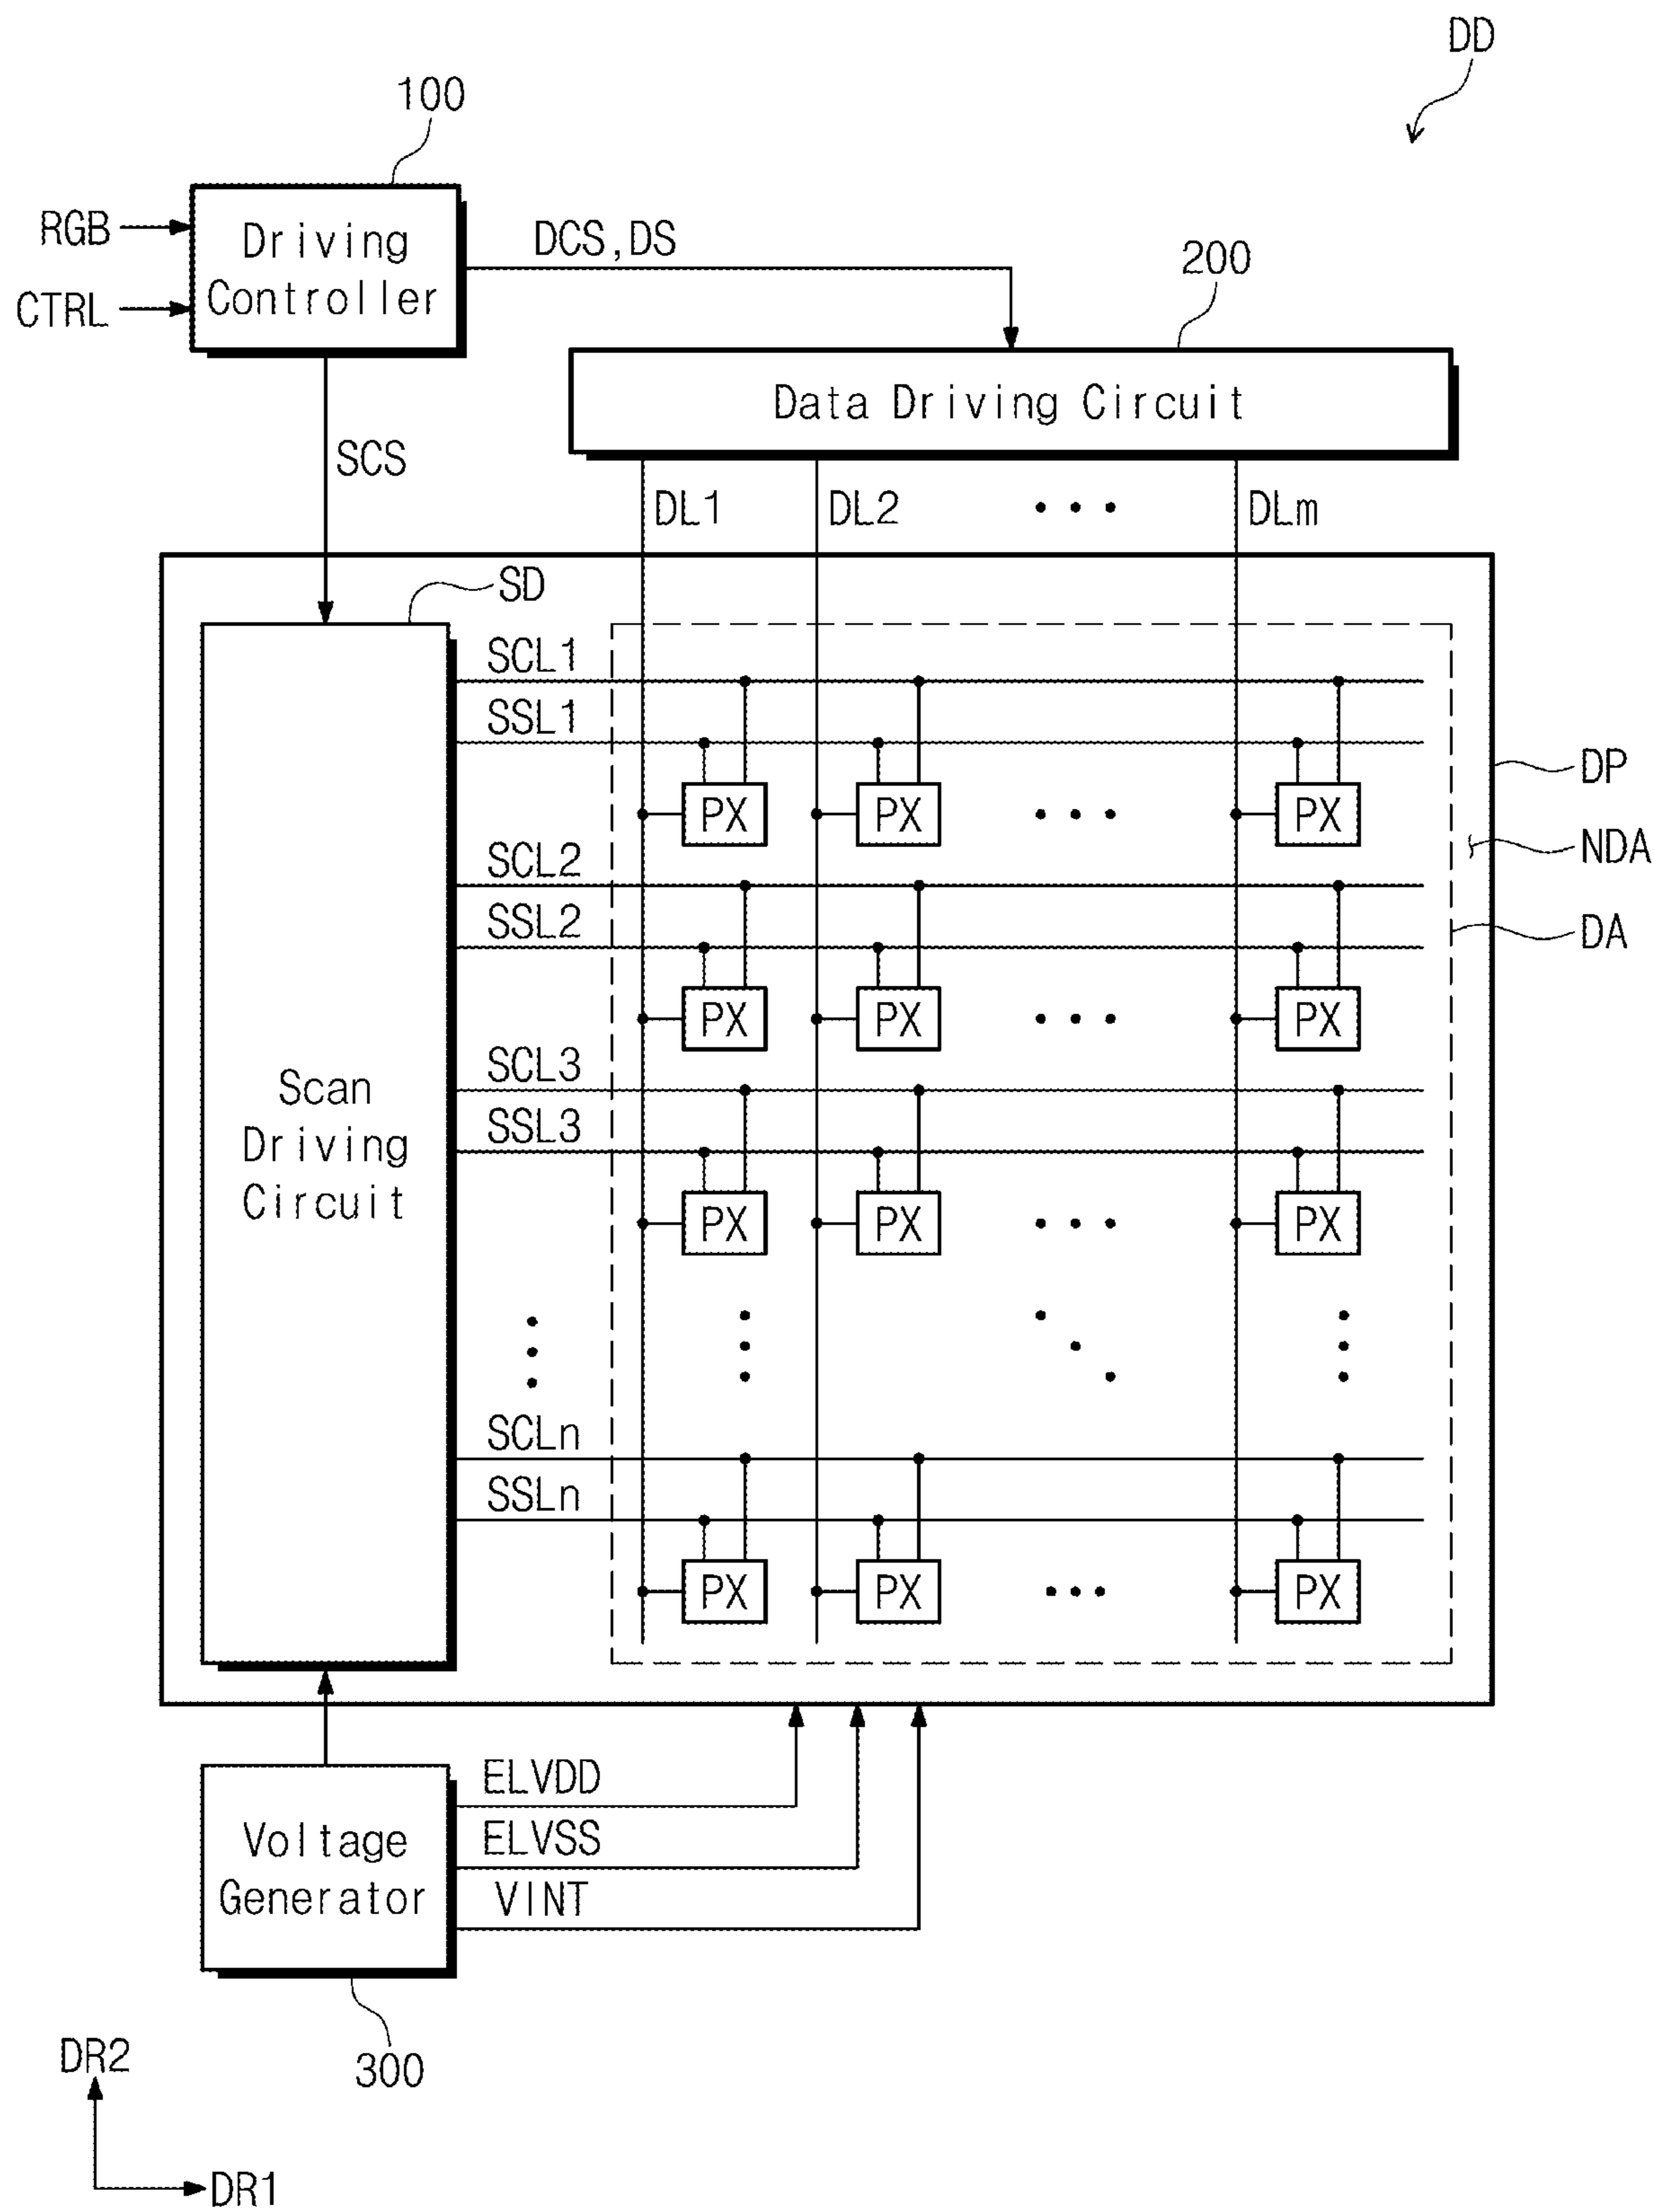 DD
100
RGB
Driving
Controller
CTRL
DCS,DS
200
Data Driving Circuit
SCS
DL1
DL2
DLm
SD
SCL1
SSL1
DP
PX PX PX
NDA
SCL2
SSL2
DA
PX PX PX
SCL3
SSL3
Scan
Driving
Circuit
PX PX PX
SCLn
SSLn
PX PX PX
ELVDD
ELVSS
VINT
Voltage
Generator
300
DR2
DR1